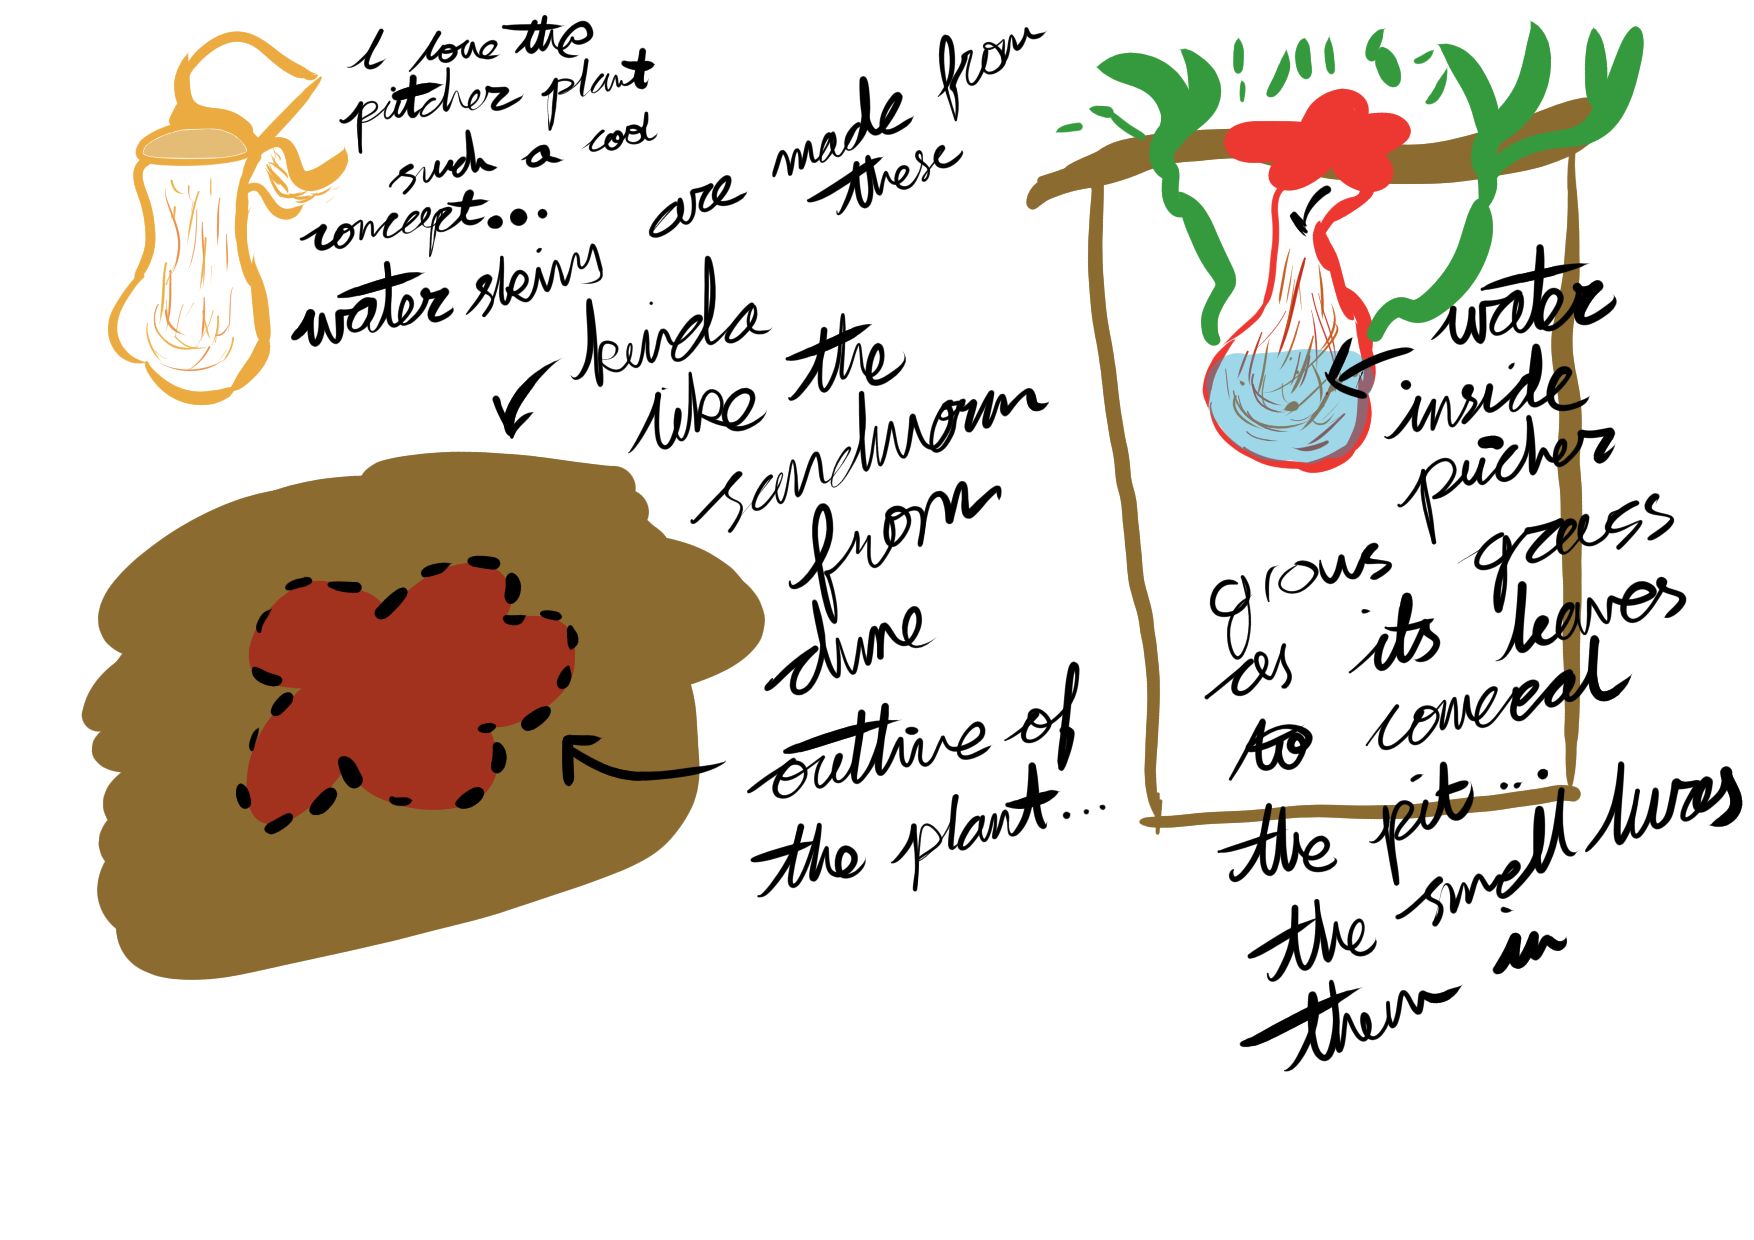 I love the
pitcher plant
such a cool
concept...
water skins are made from
these
kinda
like the
sandworm
from
dune
outline of
the plant...
water
inside
pitcher
grows grass
as its leaves
to conceal
the pit...
the smell lures
them in